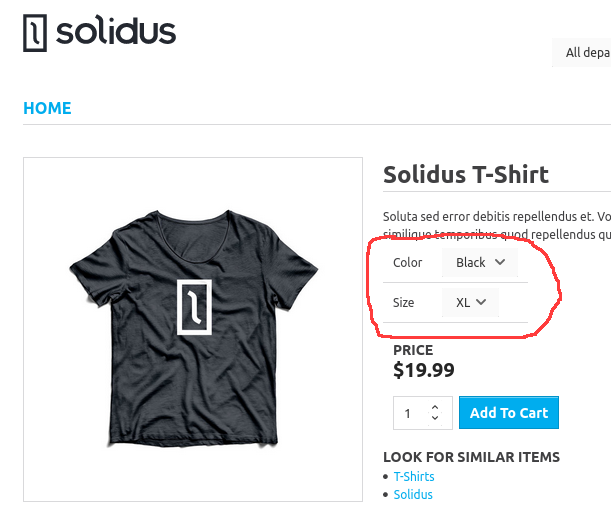 solidus
All depa
HOME
Solidus T-Shirt
Soluta sed error debitis repellendus et. Vo
similique temporibus quod repellendus qu
Color
Black
Size
XL
PRICE
$19.99
1
Add To Cart
LOOK FOR SIMILAR ITEMS
T-Shirts
Solidus